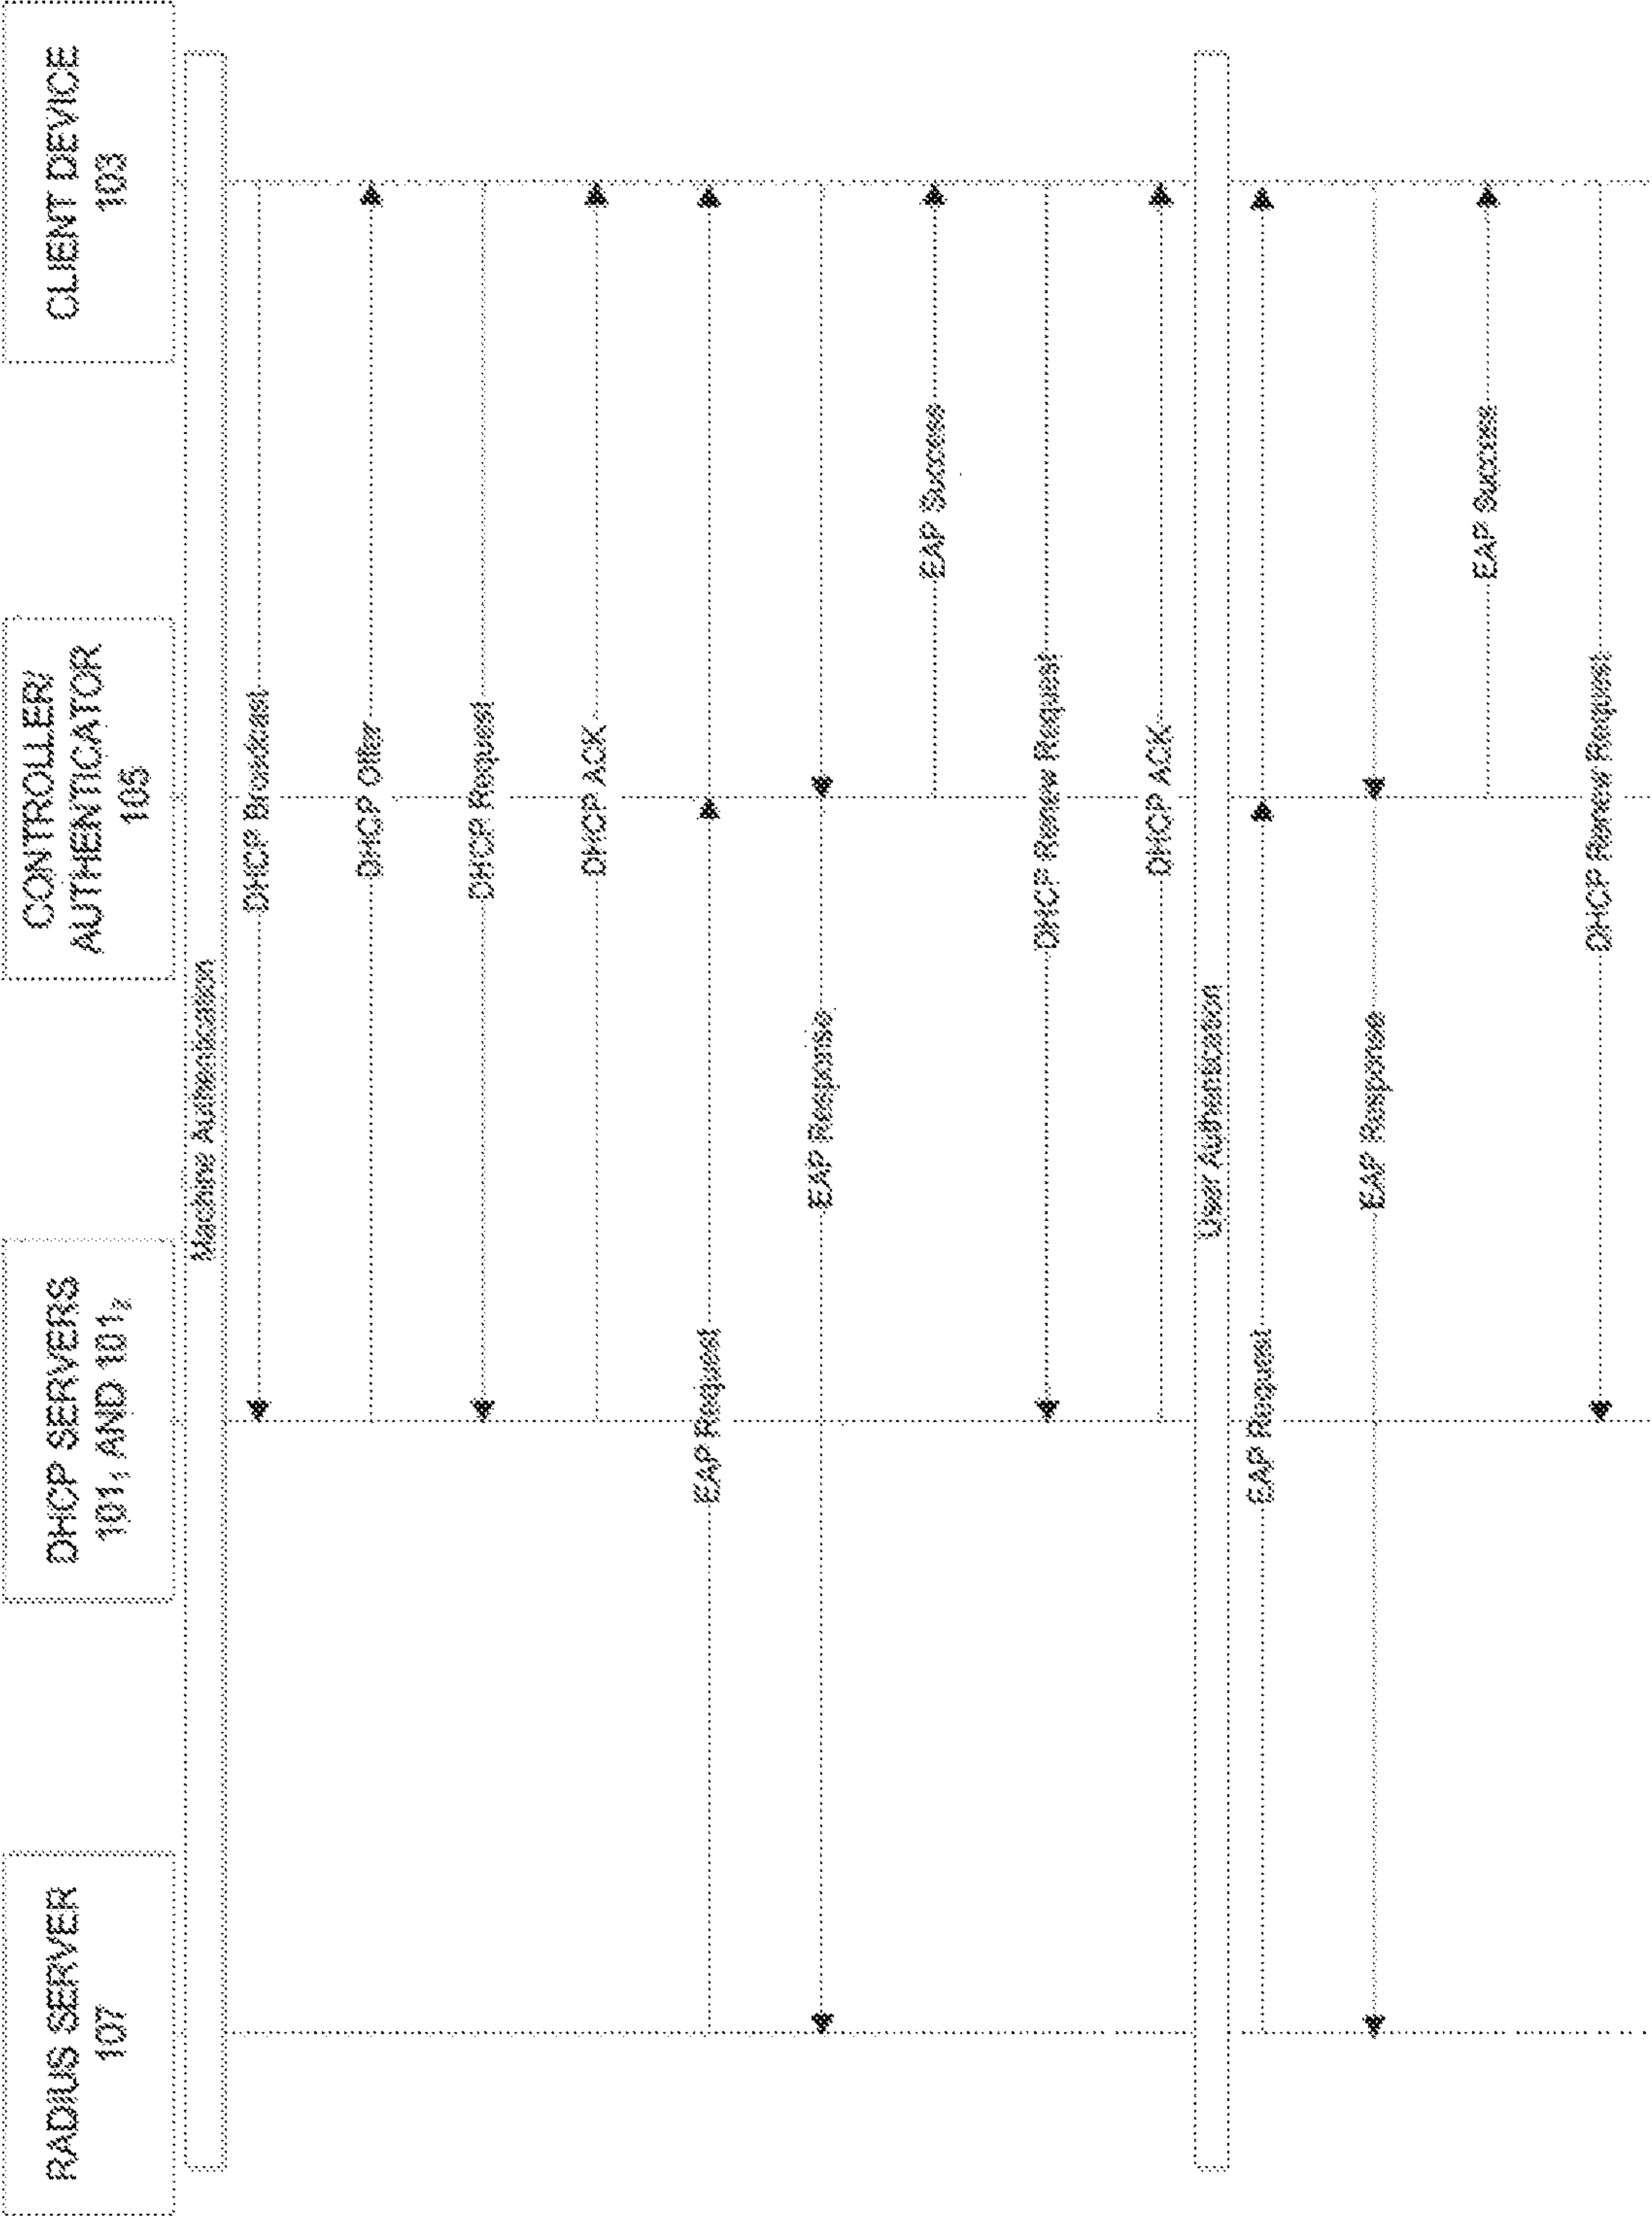 RADIUS SERVER
107
DHCP SERVERS
101₁ AND 101₂
CONTROLLER/
AUTHENTICATOR
105
CLIENT DEVICE
103
Machine Authentication
DHCP Broadcast
DHCP Offer
DHCP Request
DHCP ACK
EAP Request
EAP Response
EAP Success
DHCP Renew Request
DHCP ACK
User Authentication
EAP Request
EAP Response
EAP Success
DHCP Renew Request